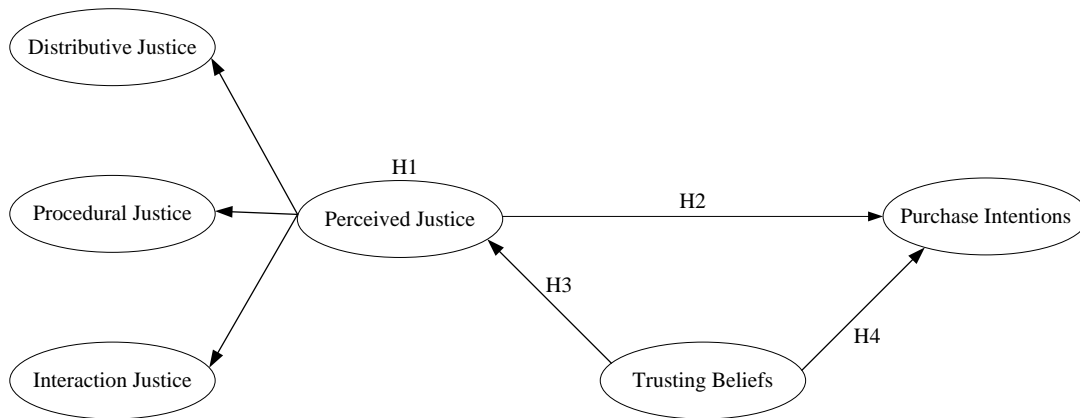 Distributive Justice
H1
Procedural Justice
Perceived Justice
H2
Purchase Intentions
H3
H4
Interaction Justice
Trusting Beliefs